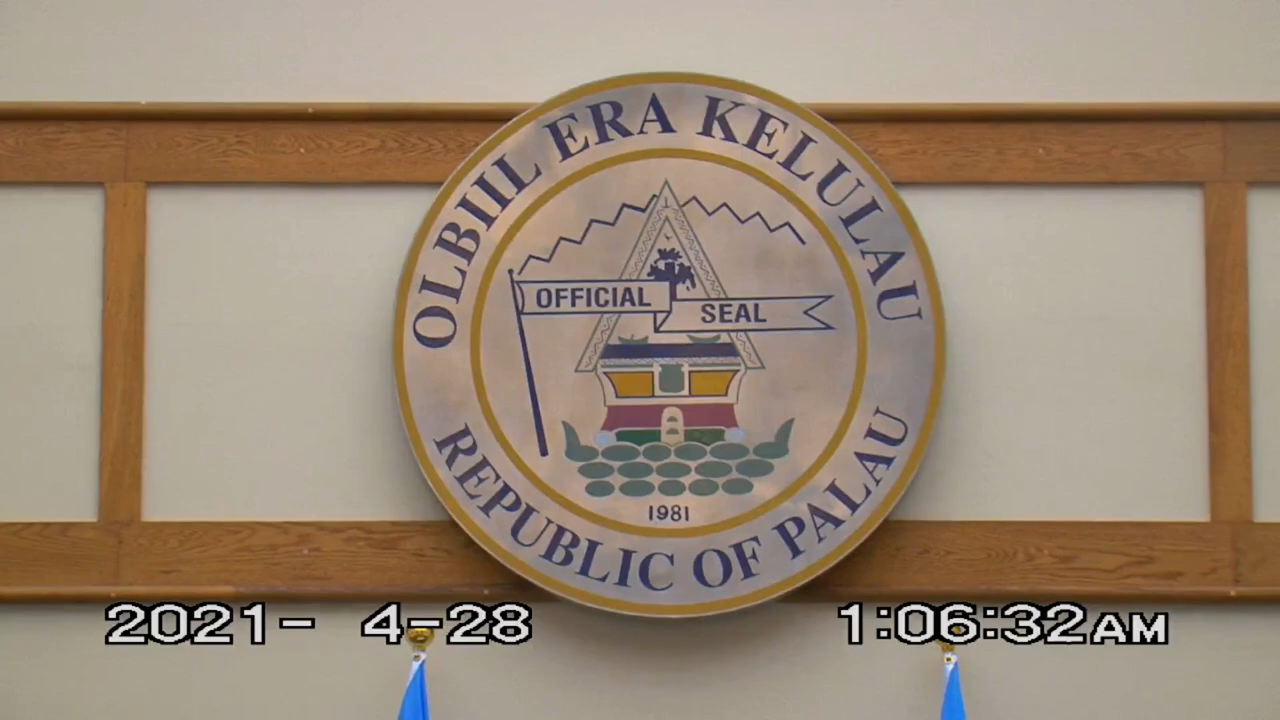 OLBIIL ERA KELULAU
OFFICIAL SEAL
1981
REPUBLIC OF PALAU
2021- 4-28 1:06:32AM